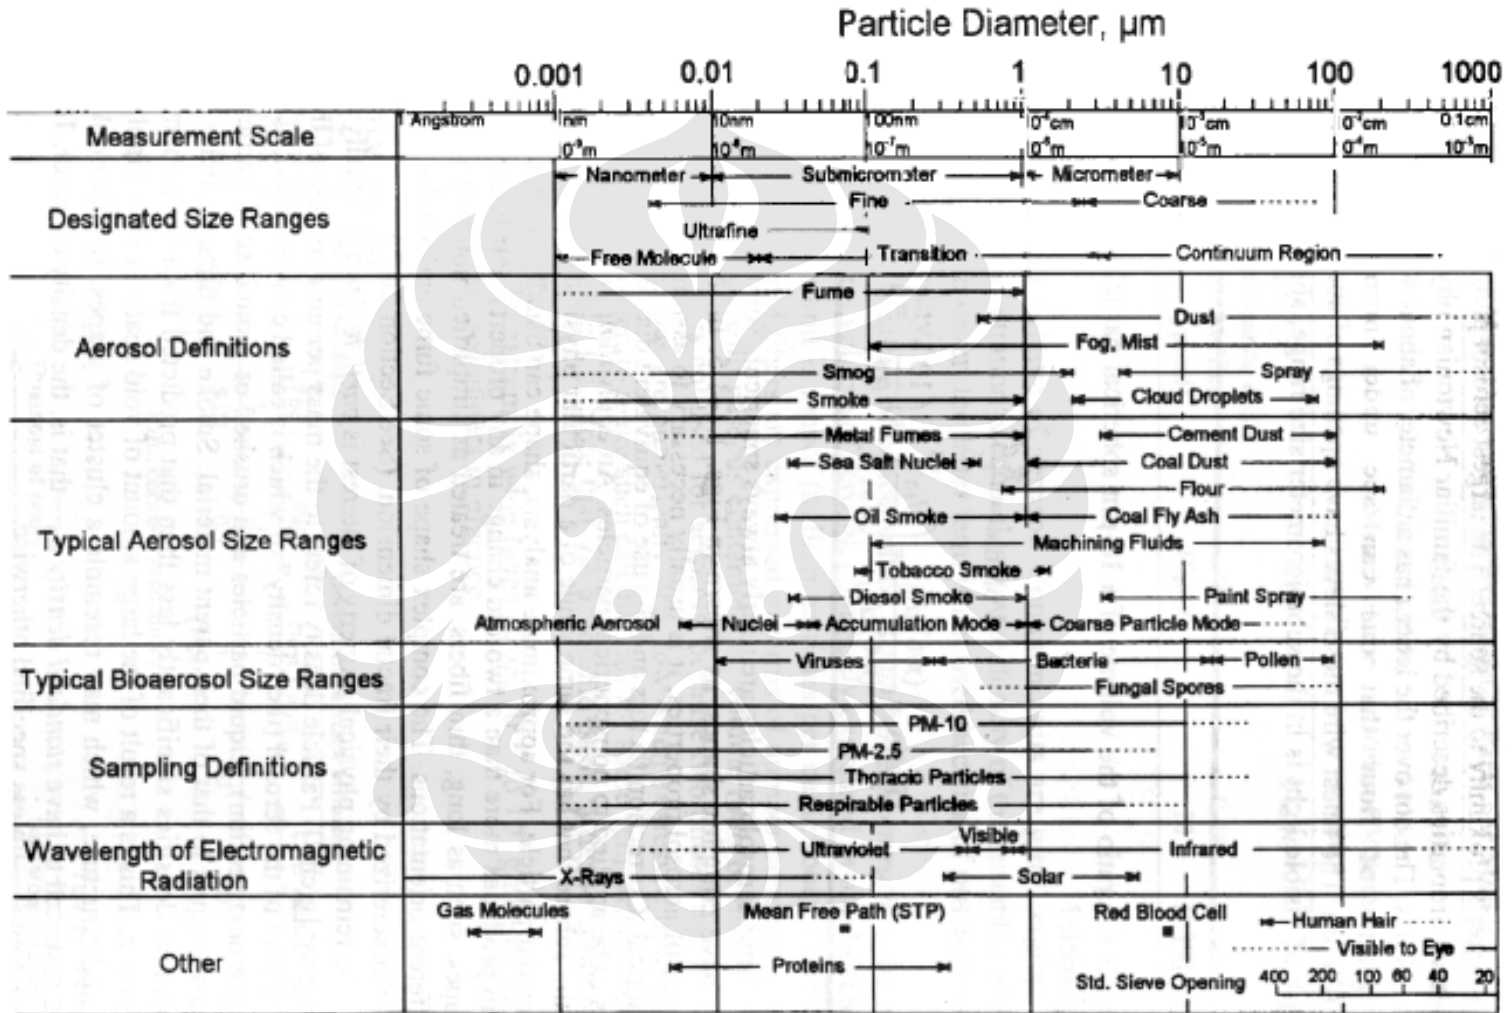 Particle Diameter, µm
0.001 0.01 0.1 1 10 100 1000
Measurement Scale
Angstrom nm 10nm 100nm 10⁻⁴cm 10⁻³cm 10⁻²cm 0.1cm
10⁻⁹m 10⁻⁸m 10⁻⁷m 10⁻⁶m 10⁻⁵m 10⁻⁴m 10⁻³m
Designated Size Ranges
Nanometer Submicrometer Micrometer
Fine Coarse
Ultrafine
Free Molecule Transition Continuum Region
Aerosol Definitions
Fume
Dust
Fog, Mist
Smog Spray
Smoke Cloud Droplets
Typical Aerosol Size Ranges
Metal Fumes Cement Dust
Sea Salt Nuclei Coal Dust
Flour
Oil Smoke Coal Fly Ash
Machining Fluids
Tobacco Smoke
Diesel Smoke Paint Spray
Atmospheric Aerosol Nuclei Accumulation Mode Coarse Particle Mode
Typical Bioaerosol Size Ranges
Viruses Bacteria Pollen
Fungal Spores
Sampling Definitions
PM-10
PM-2.5
Thoracic Particles
Respirable Particles
Wavelength of Electromagnetic
Radiation
Visible
Ultraviolet Infrared
X-Rays Solar
Other
Gas Molecules Mean Free Path (STP) Red Blood Cell
Human Hair
Visible to Eye
Proteins
Std. Sieve Opening 400 200 100 60 40 20